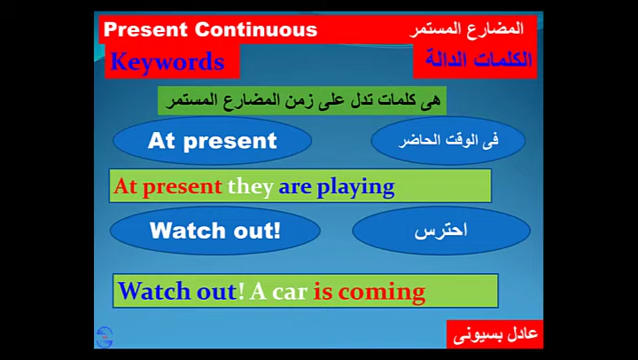 Present Continuous المضارع المستمر
Keywords الكلمات الدالة
هى كلمات تدل على زمن المضارع المستمر
At present فى الوقت الحاضر
At present they are playing
Watch out! احترس
Watch out! A car is coming
عادل بسيونى